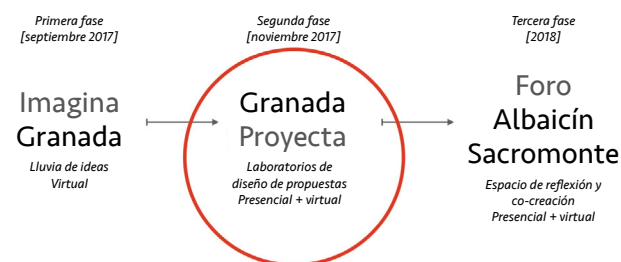 Primera fase
[septiembre 2017]
Imagina
Granada
Lluvia de ideas
Virtual
Segunda fase
[noviembre 2017]
Granada
Proyecta
Laboratorios de
diseño de propuestas
Presencial + virtual
Tercera fase
[2018]
Foro
Albaicín
Sacromonte
Espacio de reflexión y
co-creación
Presencial + virtual